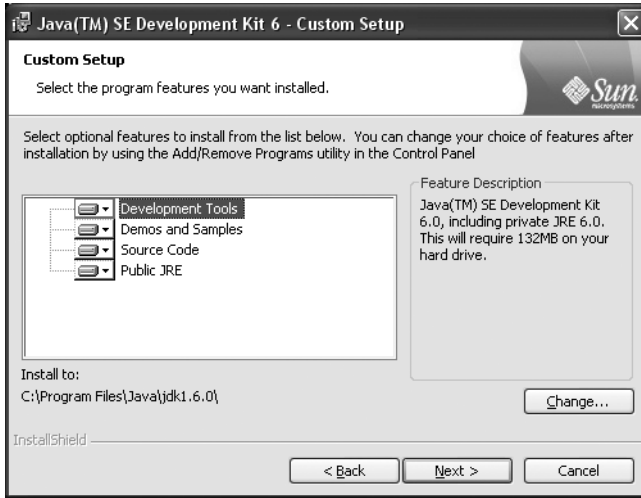 Java(TM) SE Development Kit 6 - Custom Setup
Custom Setup
Select the program features you want installed.
Sun
microsystems
Select optional features to install from the list below. You can change your choice of features after
installation by using the Add/Remove Programs utility in the Control Panel
Development Tools
Demos and Samples
Source Code
Public JRE
Feature Description
Java(TM) SE Development Kit
6.0, including private JRE 6.0.
This will require 132MB on your
hard drive.
Install to:
C:\Program Files\Java\jdk1.6.0\
Change...
InstallShield
< Back
Next >
Cancel